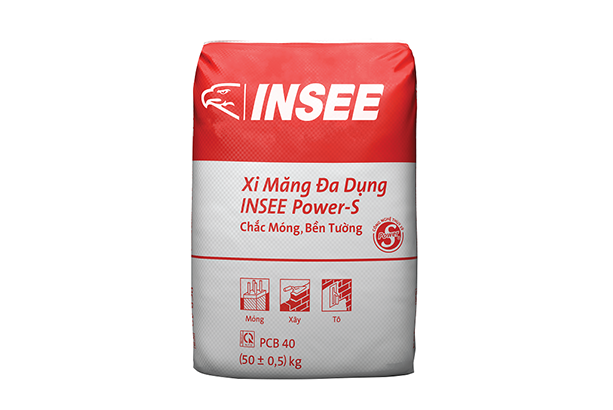 INSEE
Xi Măng Đa Dụng
INSEE Power-S
Chắc Móng, Bền Tường
Power
S
Móng
Xây
Tô
PCB 40
(50 ± 0,5) kg